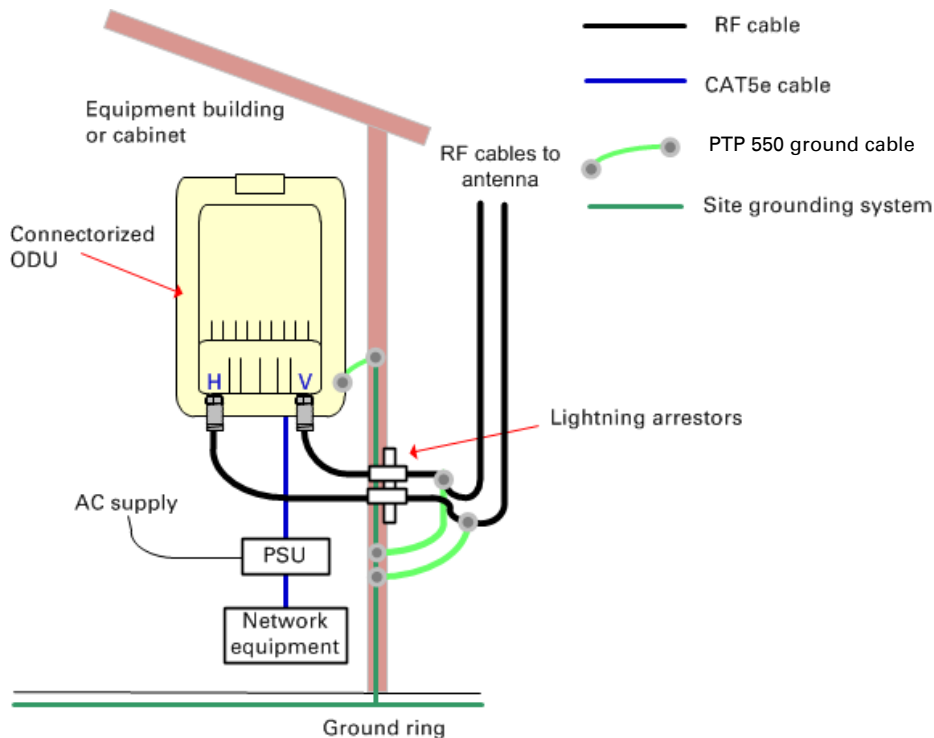 RF cable
CAT5e cable
PTP 550 ground cable
Site grounding system
Equipment building
or cabinet
RF cables to
antenna
Connectorized
ODU
H
V
Lightning arrestors
AC supply
PSU
Network
equipment
Ground ring